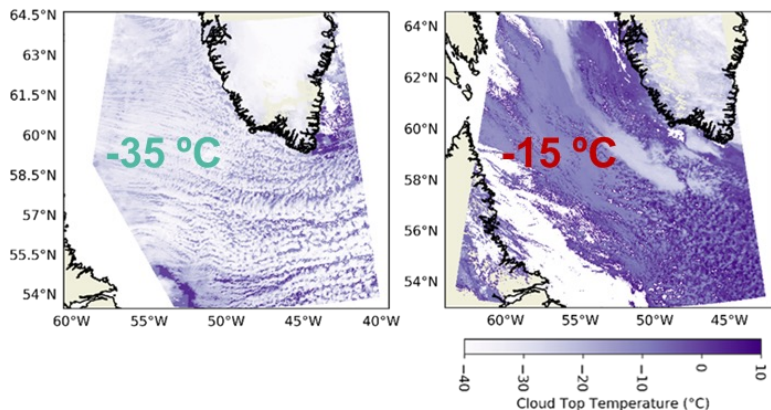 64.5°N
63°N
61.5°N
60°N
58.5°N
57°N
55.5°N
54°N
-35 ºC
60°W
55°W
50°W
45°W
40°W
64°N
62°N
60°N
58°N
56°N
54°N
-15 ºC
60°W
55°W
50°W
45°W
-40
-30
-20
-10
0
10
Cloud Top Temperature (°C)